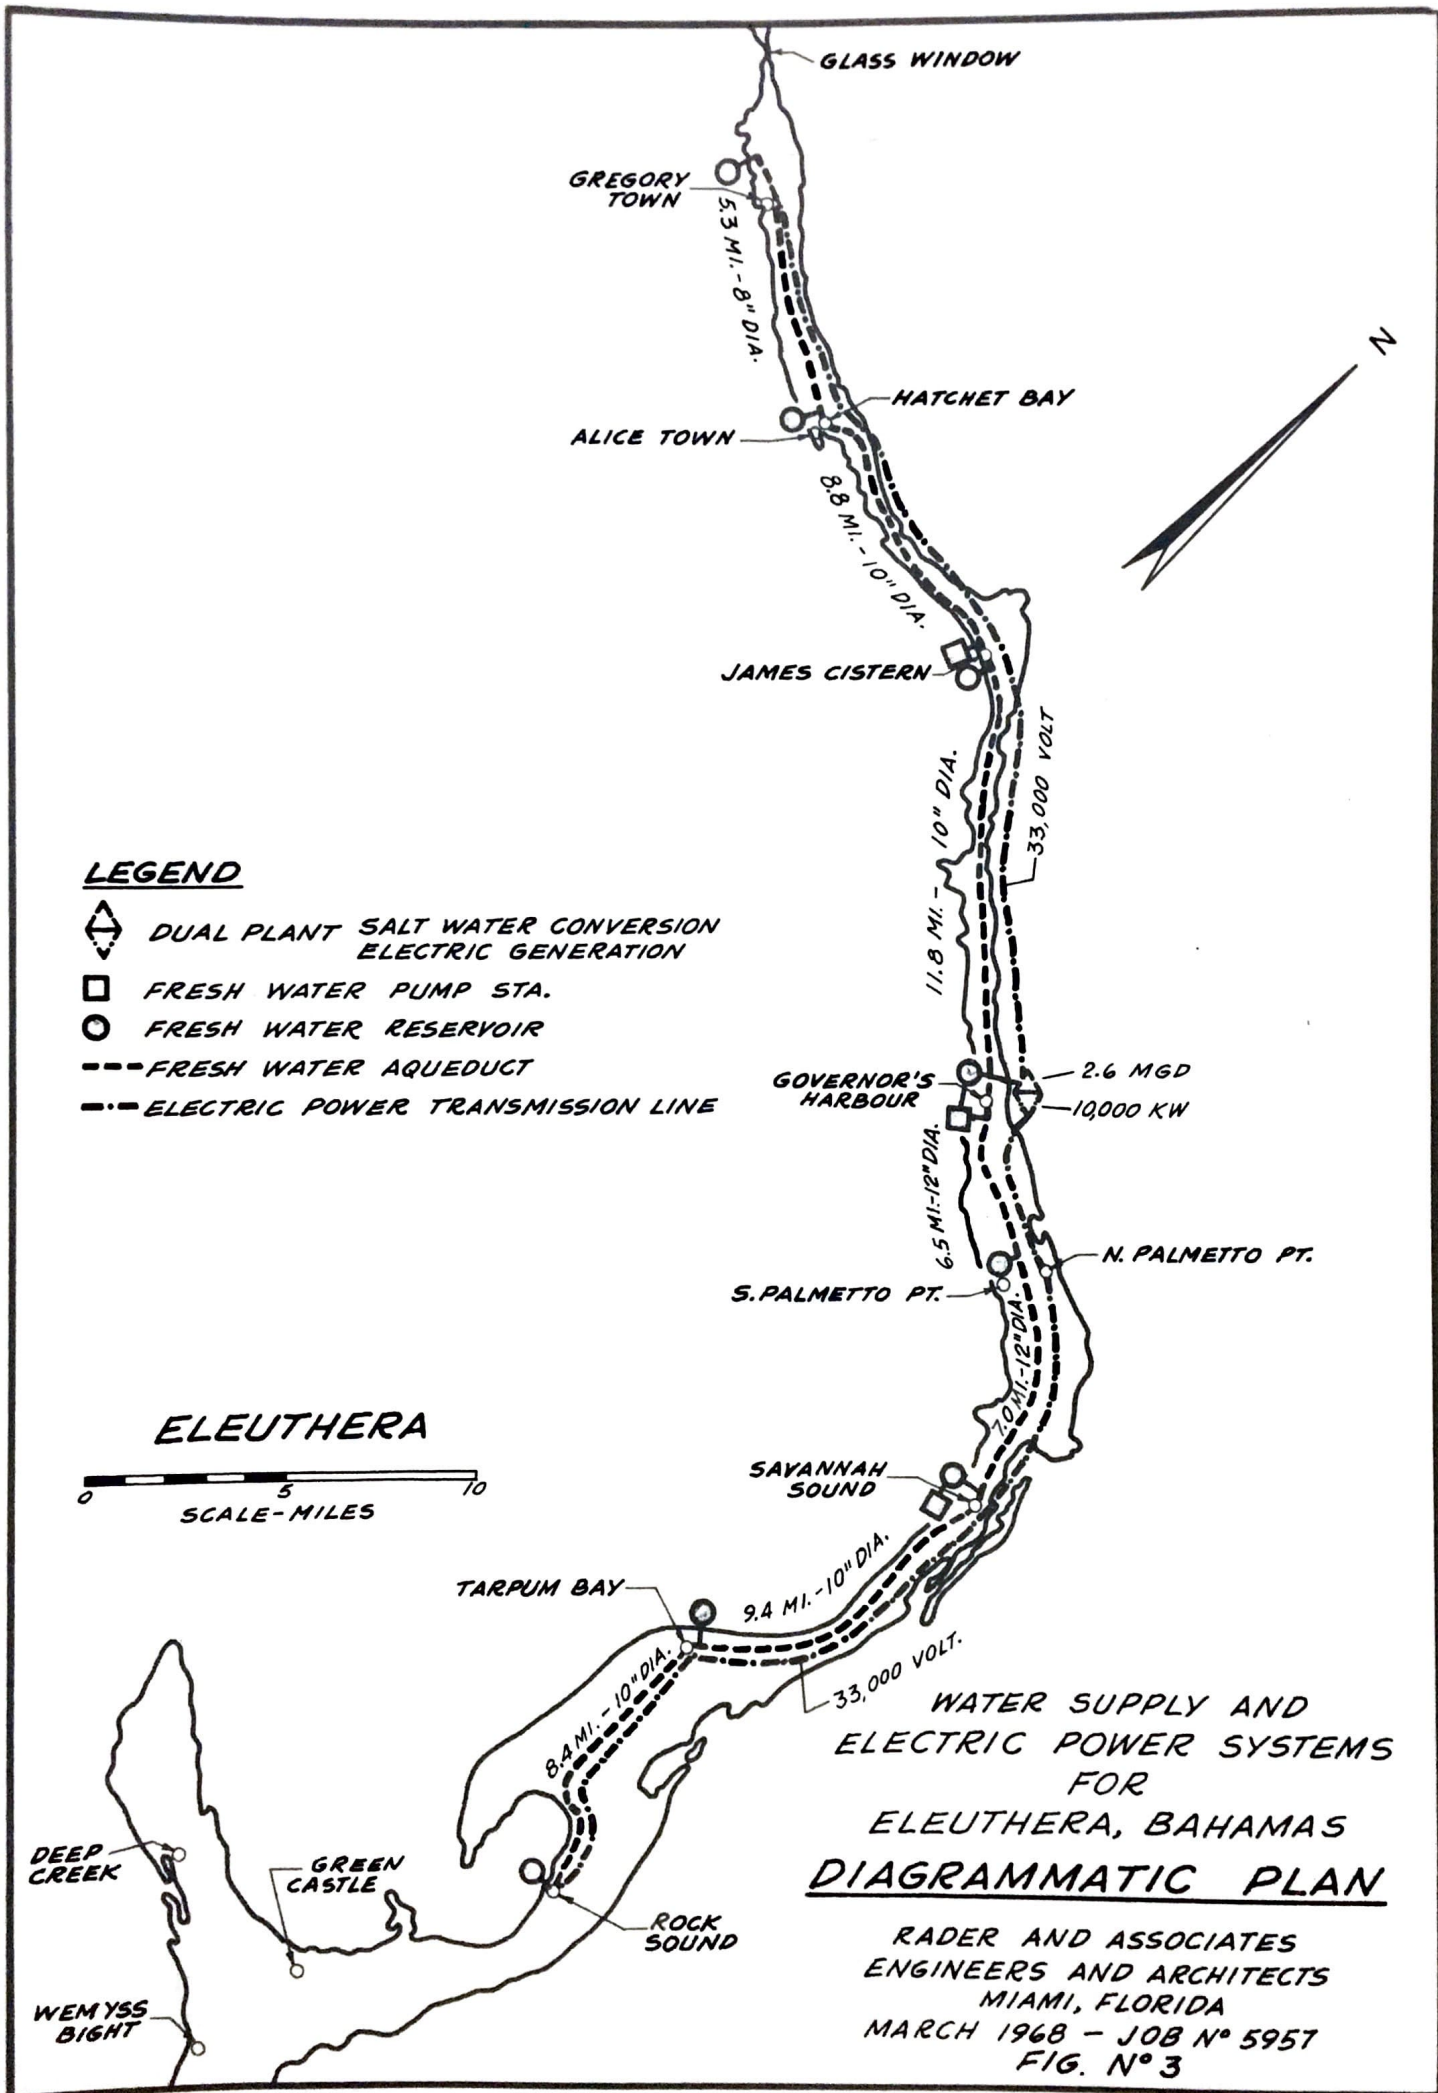 GLASS WINDOW
GREGORY
TOWN
5.3 MI. - 8" DIA.
N
HATCHET BAY
ALICE TOWN
8.8 MI. - 10" DIA.
JAMES CISTERN
33,000 VOLT
11.8 MI. - 10" DIA.
LEGEND
DUAL PLANT SALT WATER CONVERSION
ELECTRIC GENERATION
FRESH WATER PUMP STA.
FRESH WATER RESERVOIR
FRESH WATER AQUEDUCT
ELECTRIC POWER TRANSMISSION LINE
2.6 MGD
10,000 KW
GOVERNOR'S
HARBOUR
6.5 MI.-12" DIA.
N. PALMETTO PT.
S. PALMETTO PT.
7.0 MI.-12" DIA.
ELEUTHERA
0 5 10
SCALE-MILES
SAVANNAH
SOUND
9.4 MI. - 10" DIA.
TARPUM BAY
33,000 VOLT.
8.4 MI. - 10" DIA.
DEEP
CREEK
GREEN
CASTLE
ROCK
SOUND
WEMYSS
BIGHT
WATER SUPPLY AND
ELECTRIC POWER SYSTEMS
FOR
ELEUTHERA, BAHAMAS
DIAGRAMMATIC PLAN
RADER AND ASSOCIATES
ENGINEERS AND ARCHITECTS
MIAMI, FLORIDA
MARCH 1968 - JOB Nº 5957
FIG. Nº 3